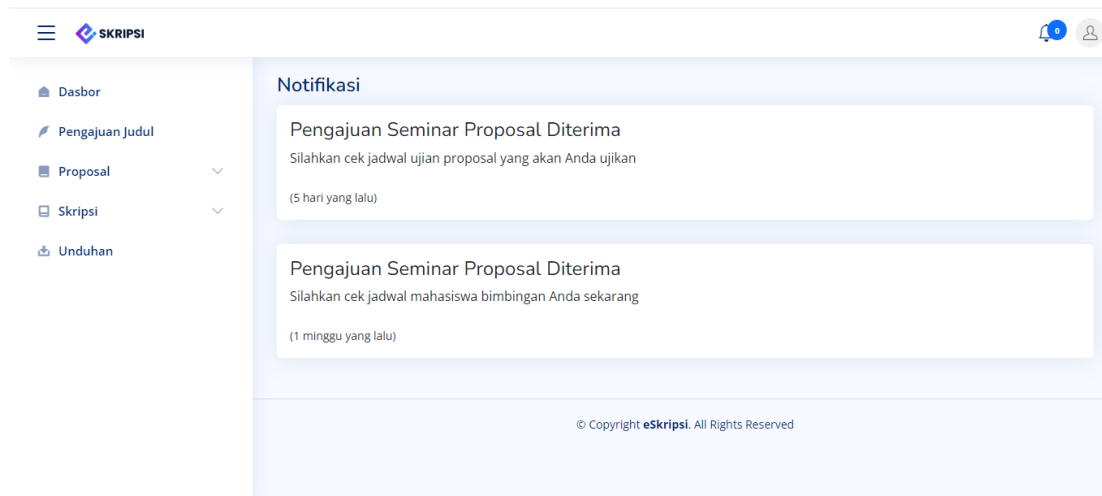 SKRIPSI
0
Dasbor
Pengajuan Judul
Proposal
Skripsi
Unduhan
Notifikasi
Pengajuan Seminar Proposal Diterima
Silahkan cek jadwal ujian proposal yang akan Anda ujikan
(5 hari yang lalu)
Pengajuan Seminar Proposal Diterima
Silahkan cek jadwal mahasiswa bimbingan Anda sekarang
(1 minggu yang lalu)
© Copyright eSkripsi. All Rights Reserved